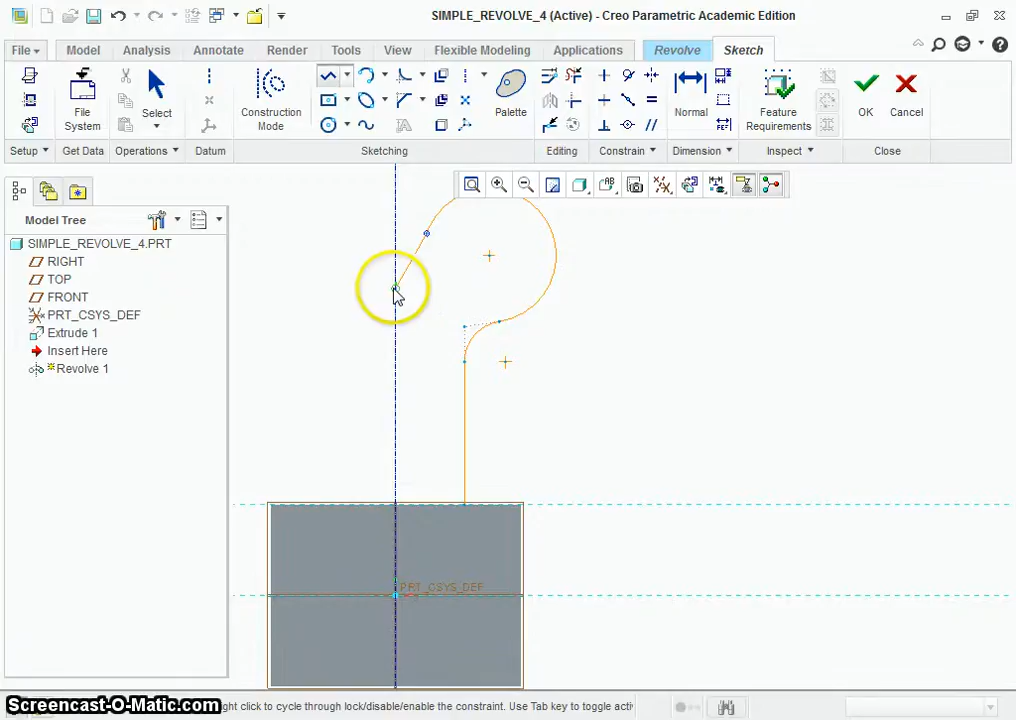 SIMPLE_REVOLVE_4 (Active) - Creo Parametric Academic Edition
File Model Analysis Annotate Render Tools View Flexible Modeling Applications Revolve Sketch
File System
Select
Construction Mode
Palette
Normal
Feature Requirements
OK
Cancel
Setup Get Data Operations Datum Sketching Editing Constrain Dimension Inspect Close
Model Tree
SIMPLE_REVOLVE_4.PRT
RIGHT
TOP
FRONT
PRT_CSYS_DEF
Extrude 1
Insert Here
Revolve 1
PRT_CSYS_DEF
Screencast-O-Matic.com
ght click to cycle through lock/disable/enable the constraint. Use Tab key to toggle activ